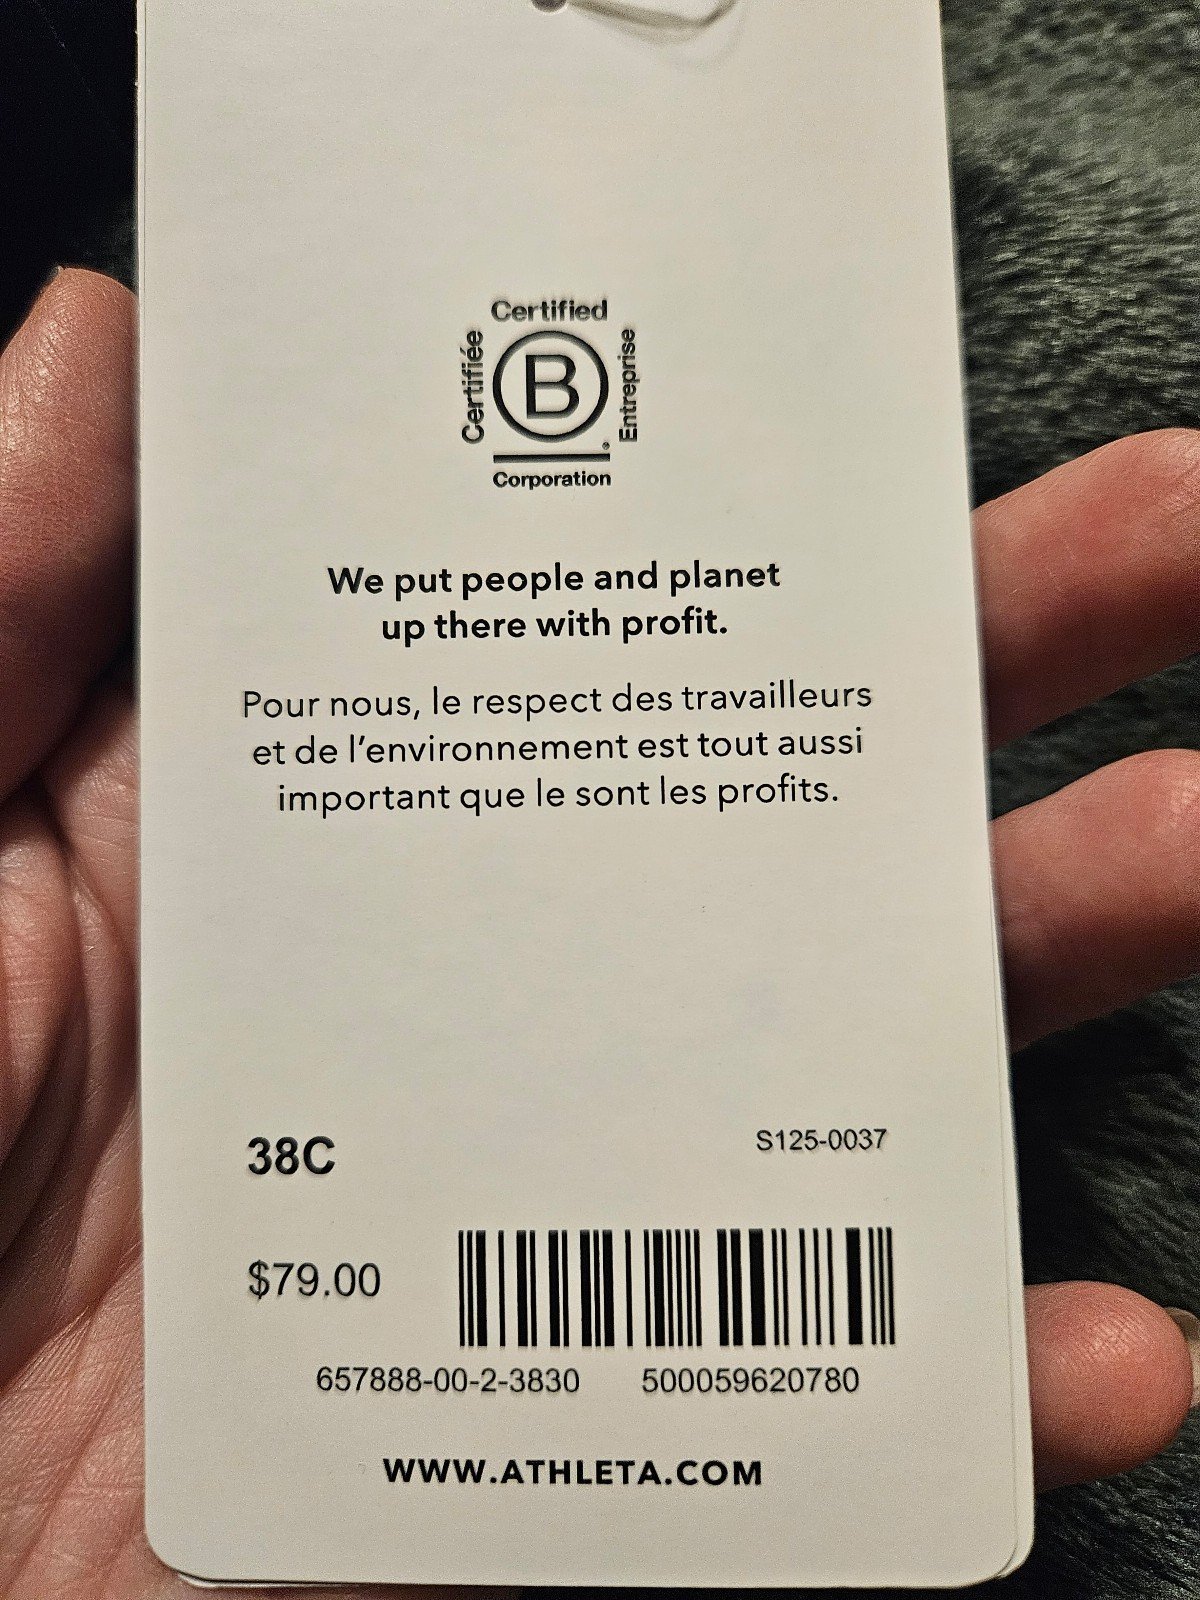 Certified
Certifiée
B
Entreprise
®
Corporation
We put people and planet
up there with profit.
Pour nous, le respect des travailleurs
et de l'environnement est tout aussi
important que le sont les profits.
38C
S125-0037
$79.00
657888-00-2-3830 500059620780
WWW.ATHLETA.COM